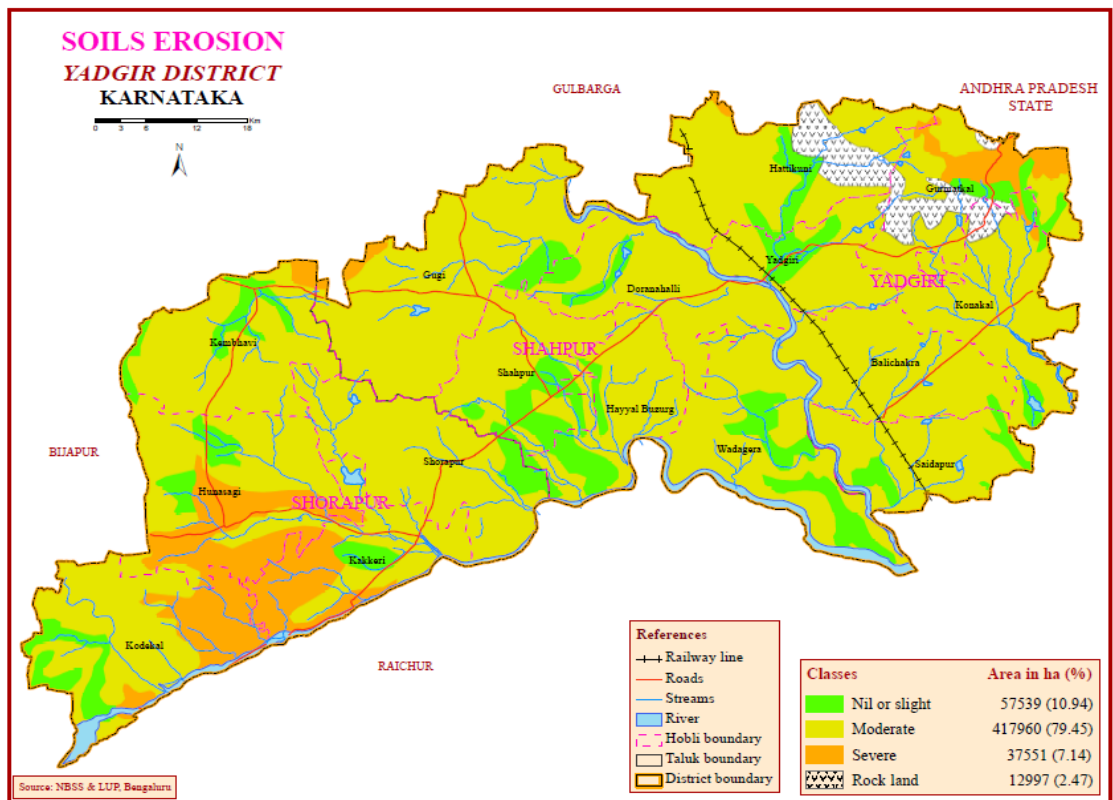 SOILS EROSION
YADGIR DISTRICT
KARNATAKA
0 3 6 12 18 Km
N
GULBARGA
ANDHRA PRADESH
STATE
Hattikuni
Gurmatkal
Yadgiri
YADGIRI
Gugi
Doranahalli
Konakal
Kembhavi
SHAHPUR
Shahpur
Balichakra
Hayyal Buzurg
BIJAPUR
Wadagera
Shorapur
Saidapur
Hunasagi
SHORAPUR
Kakkeri
Kodekal
RAICHUR
References
Railway line
Roads
Streams
River
Hobli boundary
Taluk boundary
District boundary
Classes Area in ha (%)
Nil or slight 57539 (10.94)
Moderate 417960 (79.45)
Severe 37551 (7.14)
Rock land 12997 (2.47)
Source: NBSS & LUP, Bengaluru